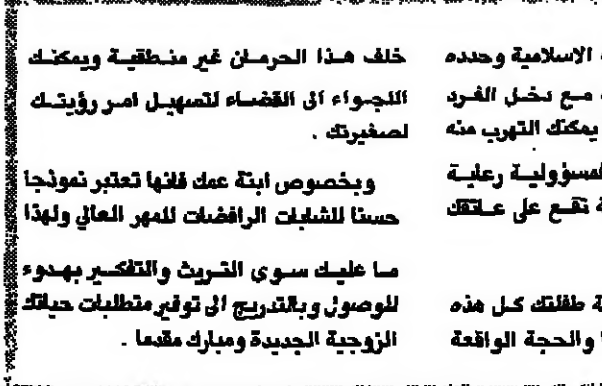 الاسلامية وحدده
مع دخل الفرد
يمكنك التهرب منه
رعاية
تقع على عاتقك
طفلتك كل هذه
والحجة الواقعة
خلف هذا الحرمان غير منطقية ويمكنك
اللجواء الى القضاء لتسهيل امر رؤيتك
لصغيرتك .
وبخصوص ابنة عمك فانها تعتبر نموذجا
حسنا للشابات الرافضات للمهر العالي ولهذا
ما عليك سوى التريث والتفكير بهدوء
للوصول وبالتدريج الى توفير متطلبات حياتك
الزوجية الجديدة ومبارك مقدما .